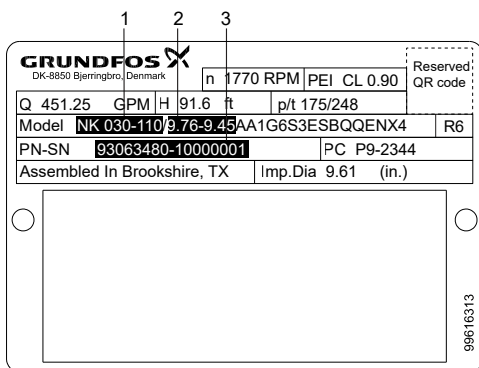 1 2 3
GRUNDFOS
DK-8850 Bjerringbro, Denmark
n 1770 RPM PEI CL 0.90
Reserved
QR code
Q 451.25 GPM H 91.6 ft p/t 175/248
Model NK 030-110/9.76-9.45AA1G6S3ESBQQENX4 R6
PN-SN 93063480-10000001 PC P9-2344
Assembled In Brookshire, TX Imp.Dia 9.61 (in.)
99616313